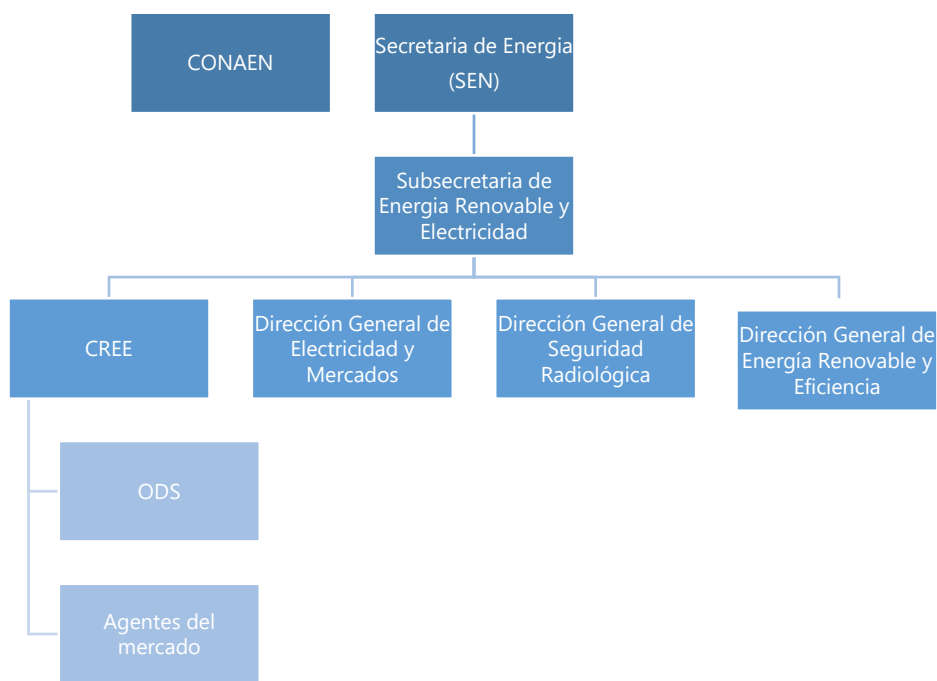 CONAEN
Secretaria de Energia
(SEN)
Subsecretaria de
Energia Renovable y
Electricidad
CREE
Dirección General de
Electricidad y
Mercados
Dirección General de
Seguridad
Radiológica
Dirección General de
Energía Renovable y
Eficiencia
ODS
Agentes del
mercado